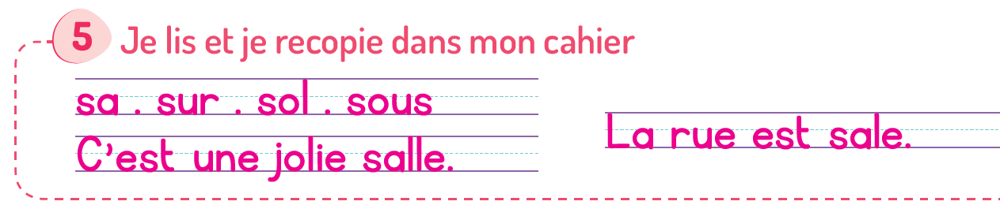 5 Je lis et je recopie dans mon cahier
sa . sur . sol . sous
C'est une jolie salle.
La rue est sale.